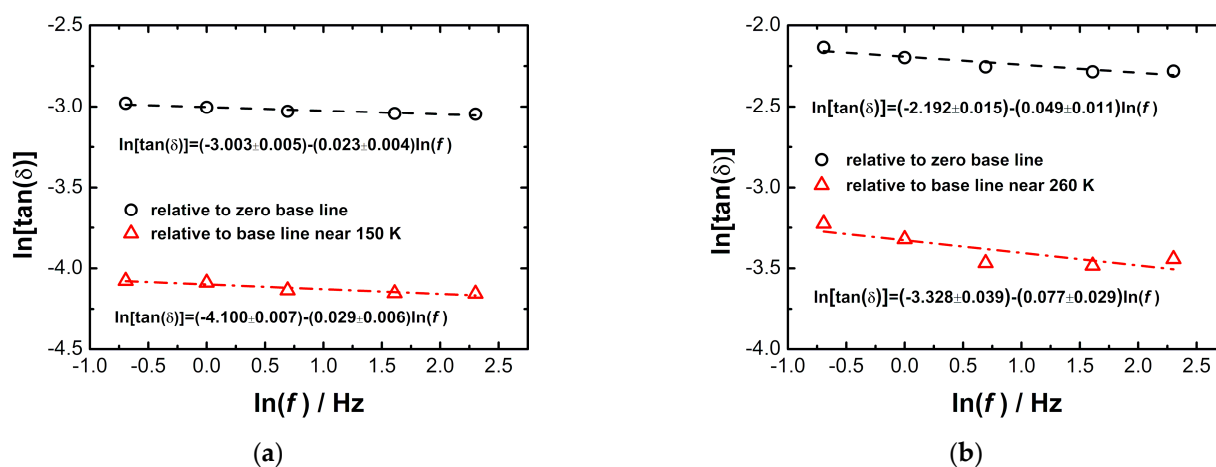 -2.5
-3.0
-3.5
-4.0
-4.5
ln[tan(δ)]
ln[tan(δ)]=(-3.003±0.005)-(0.023±0.004)ln(f )
relative to zero base line
relative to base line near 150 K
ln[tan(δ)]=(-4.100±0.007)-(0.029±0.006)ln(f )
-1.0 -0.5 0.0 0.5 1.0 1.5 2.0 2.5
ln(f ) / Hz
(a)
-2.0
-2.5
-3.0
-3.5
-4.0
ln[tan(δ)]
ln[tan(δ)]=(-2.192±0.015)-(0.049±0.011)ln(f )
relative to zero base line
relative to base line near 260 K
ln[tan(δ)]=(-3.328±0.039)-(0.077±0.029)ln(f )
-1.0 -0.5 0.0 0.5 1.0 1.5 2.0 2.5
ln(f ) / Hz
(b)